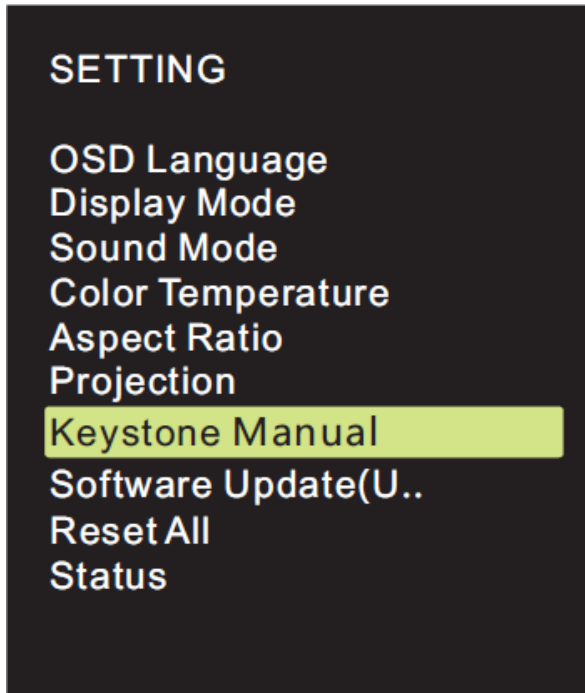 SETTING
OSD Language
Display Mode
Sound Mode
Color Temperature
Aspect Ratio
Projection
Keystone Manual
Software Update(U..
Reset All
Status